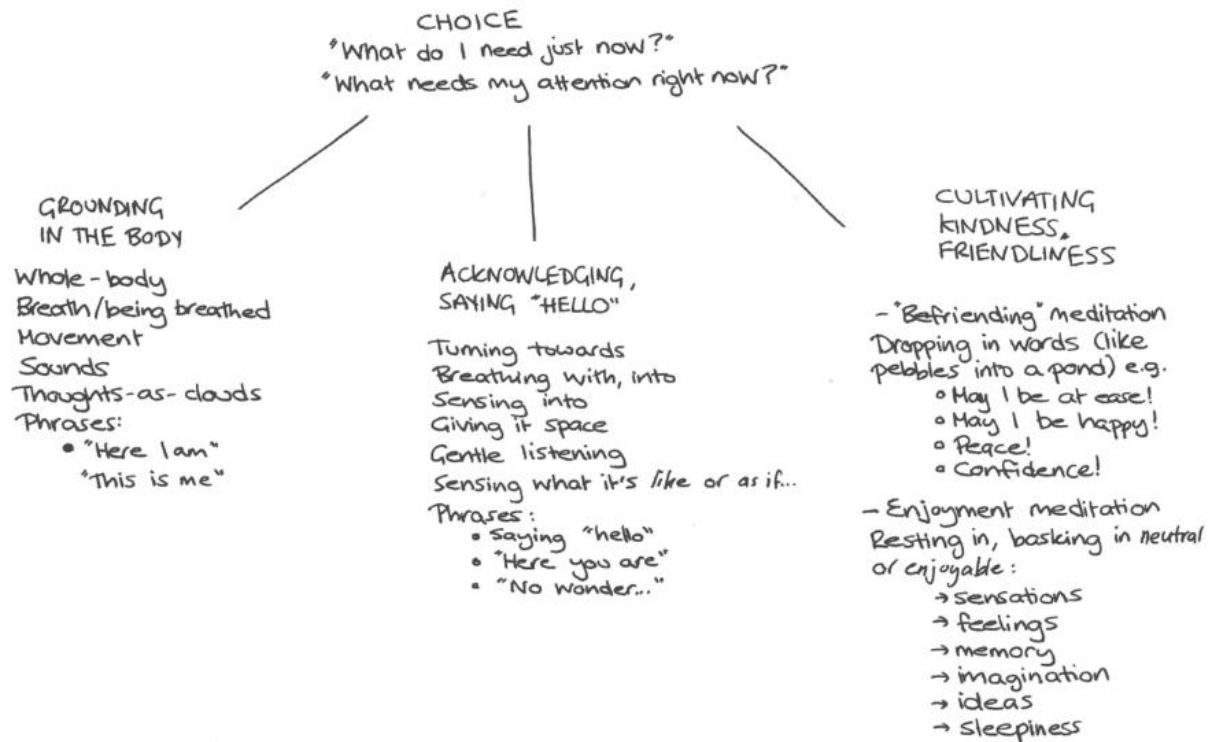 CHOICE
"What do I need just now?"
"What needs my attention right now?"
GROUNDING
IN THE BODY
Whole-body
Breath/being breathed
Movement
Sounds
Thoughts-as-clouds
Phrases:
• "Here I am"
"This is me"
ACKNOWLEDGING,
SAYING "HELLO"
Turning towards
Breathing with, into
Sensing into
Giving it space
Gentle listening
Sensing what it's like or as if...
Phrases:
• Saying "hello"
• "Here you are"
• "No wonder..."
CULTIVATING
KINDNESS,
FRIENDLINESS
- "Befriending" meditation
Dropping in words (like
pebbles into a pond) e.g.
• May I be at ease!
• May I be happy!
• Peace!
• Confidence!
- Enjoyment meditation
Resting in, basking in neutral
or enjoyable:
→ sensations
→ feelings
→ memory
→ imagination
→ ideas
→ sleepiness